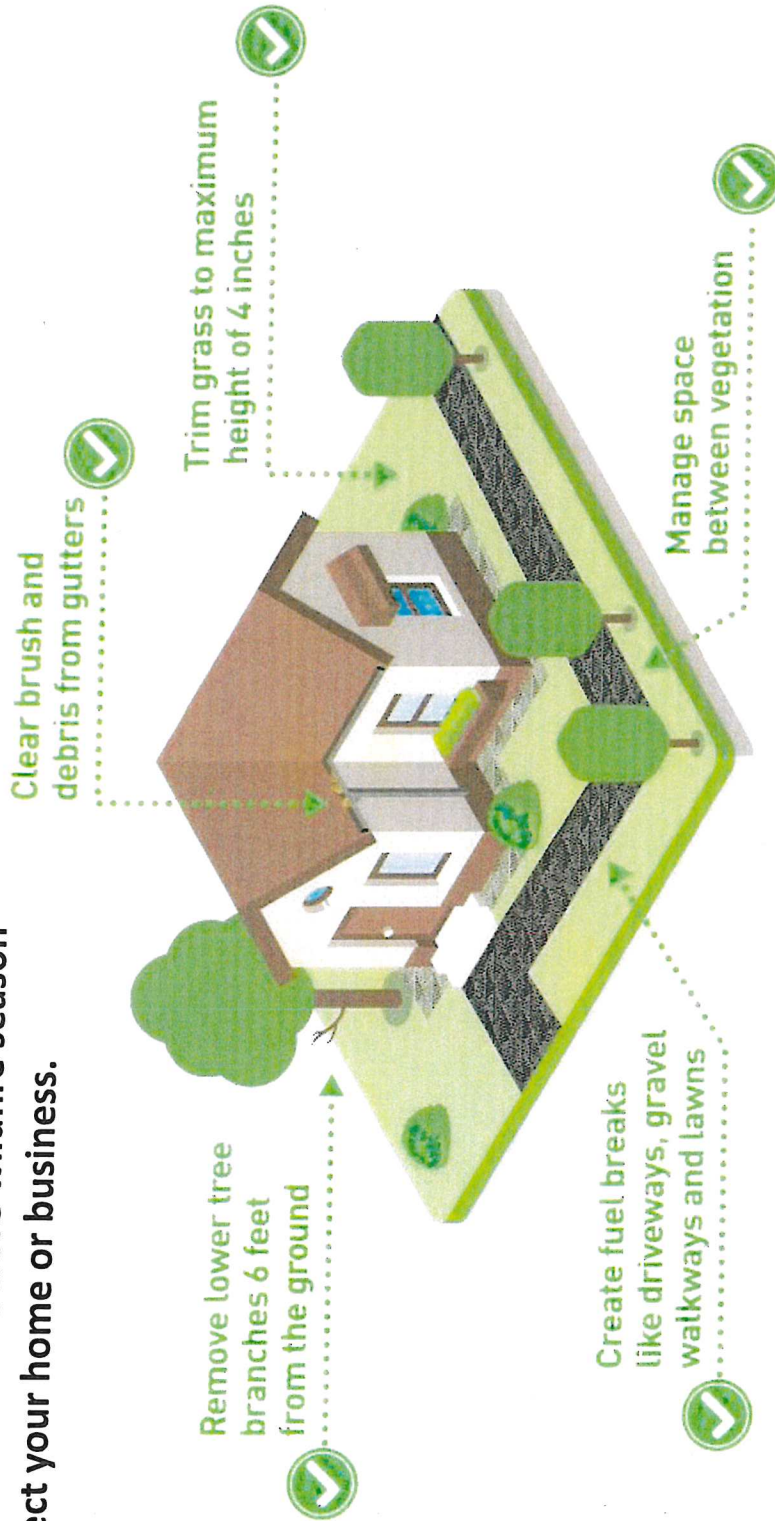 season
ect your home or business.
Clear brush and
debris from gutters
Trim grass to maximum
height of 4 inches
Remove lower tree
branches 6 feet
from the ground
Create fuel breaks
like driveways, gravel
walkways and lawns
Manage space
between vegetation